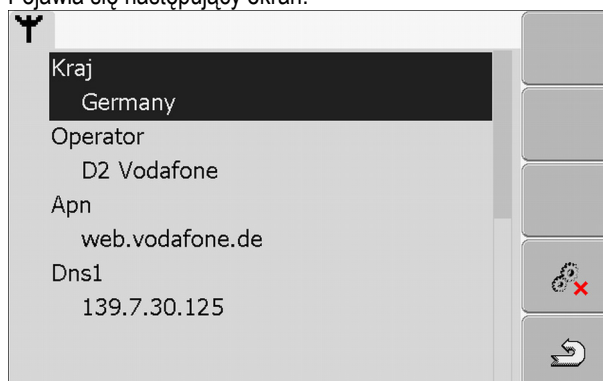 Pojawia się następujący ekran:
Kraj
Germany
Operator
D2 Vodafone
Apn
web.vodafone.de
Dns1
139.7.30.125